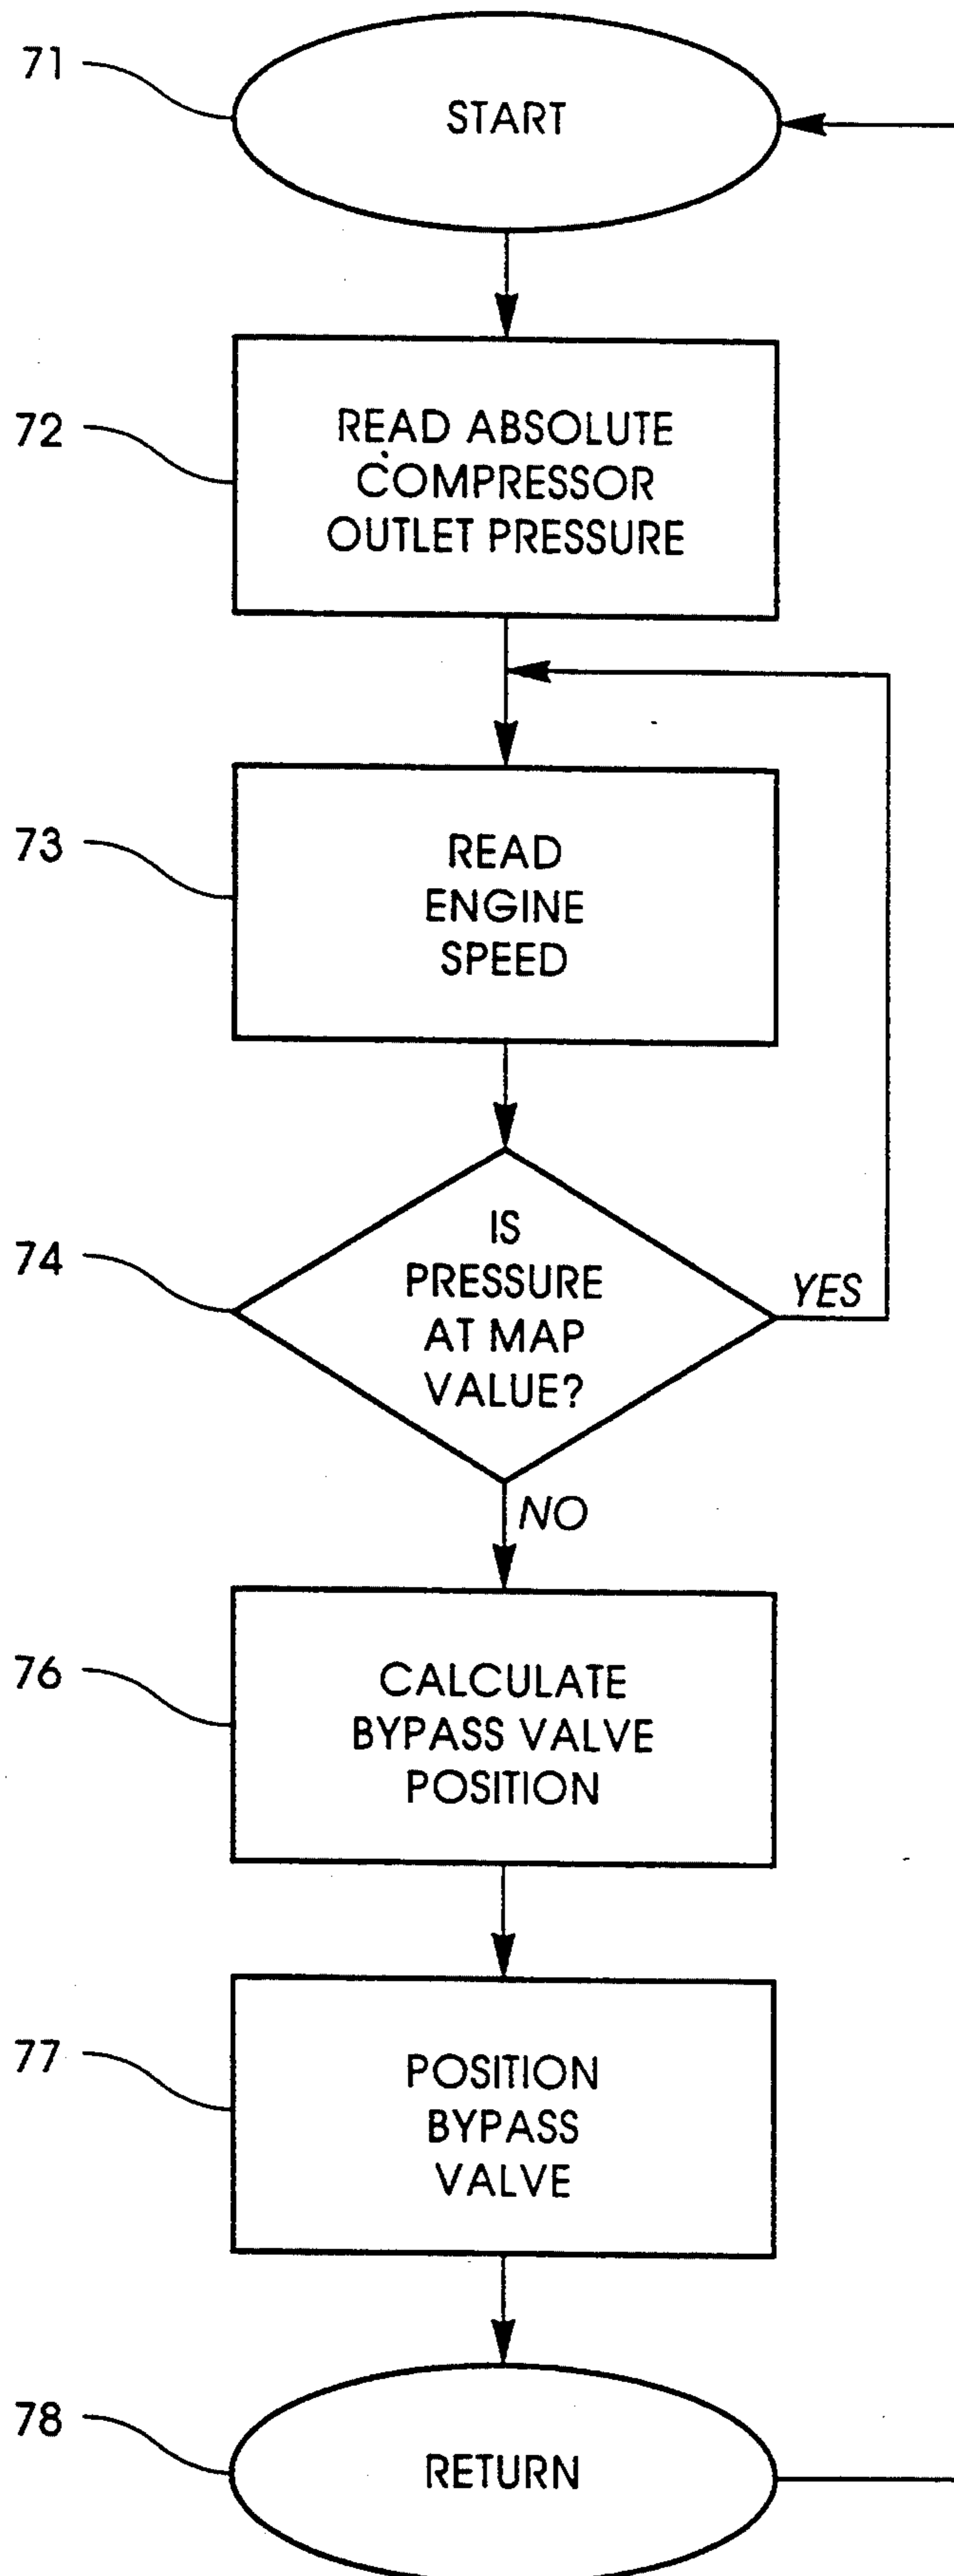 71
START
72
READ ABSOLUTE
COMPRESSOR
OUTLET PRESSURE
73
READ
ENGINE
SPEED
74
IS
PRESSURE
AT MAP
VALUE?
YES
NO
76
CALCULATE
BYPASS VALVE
POSITION
77
POSITION
BYPASS
VALVE
78
RETURN